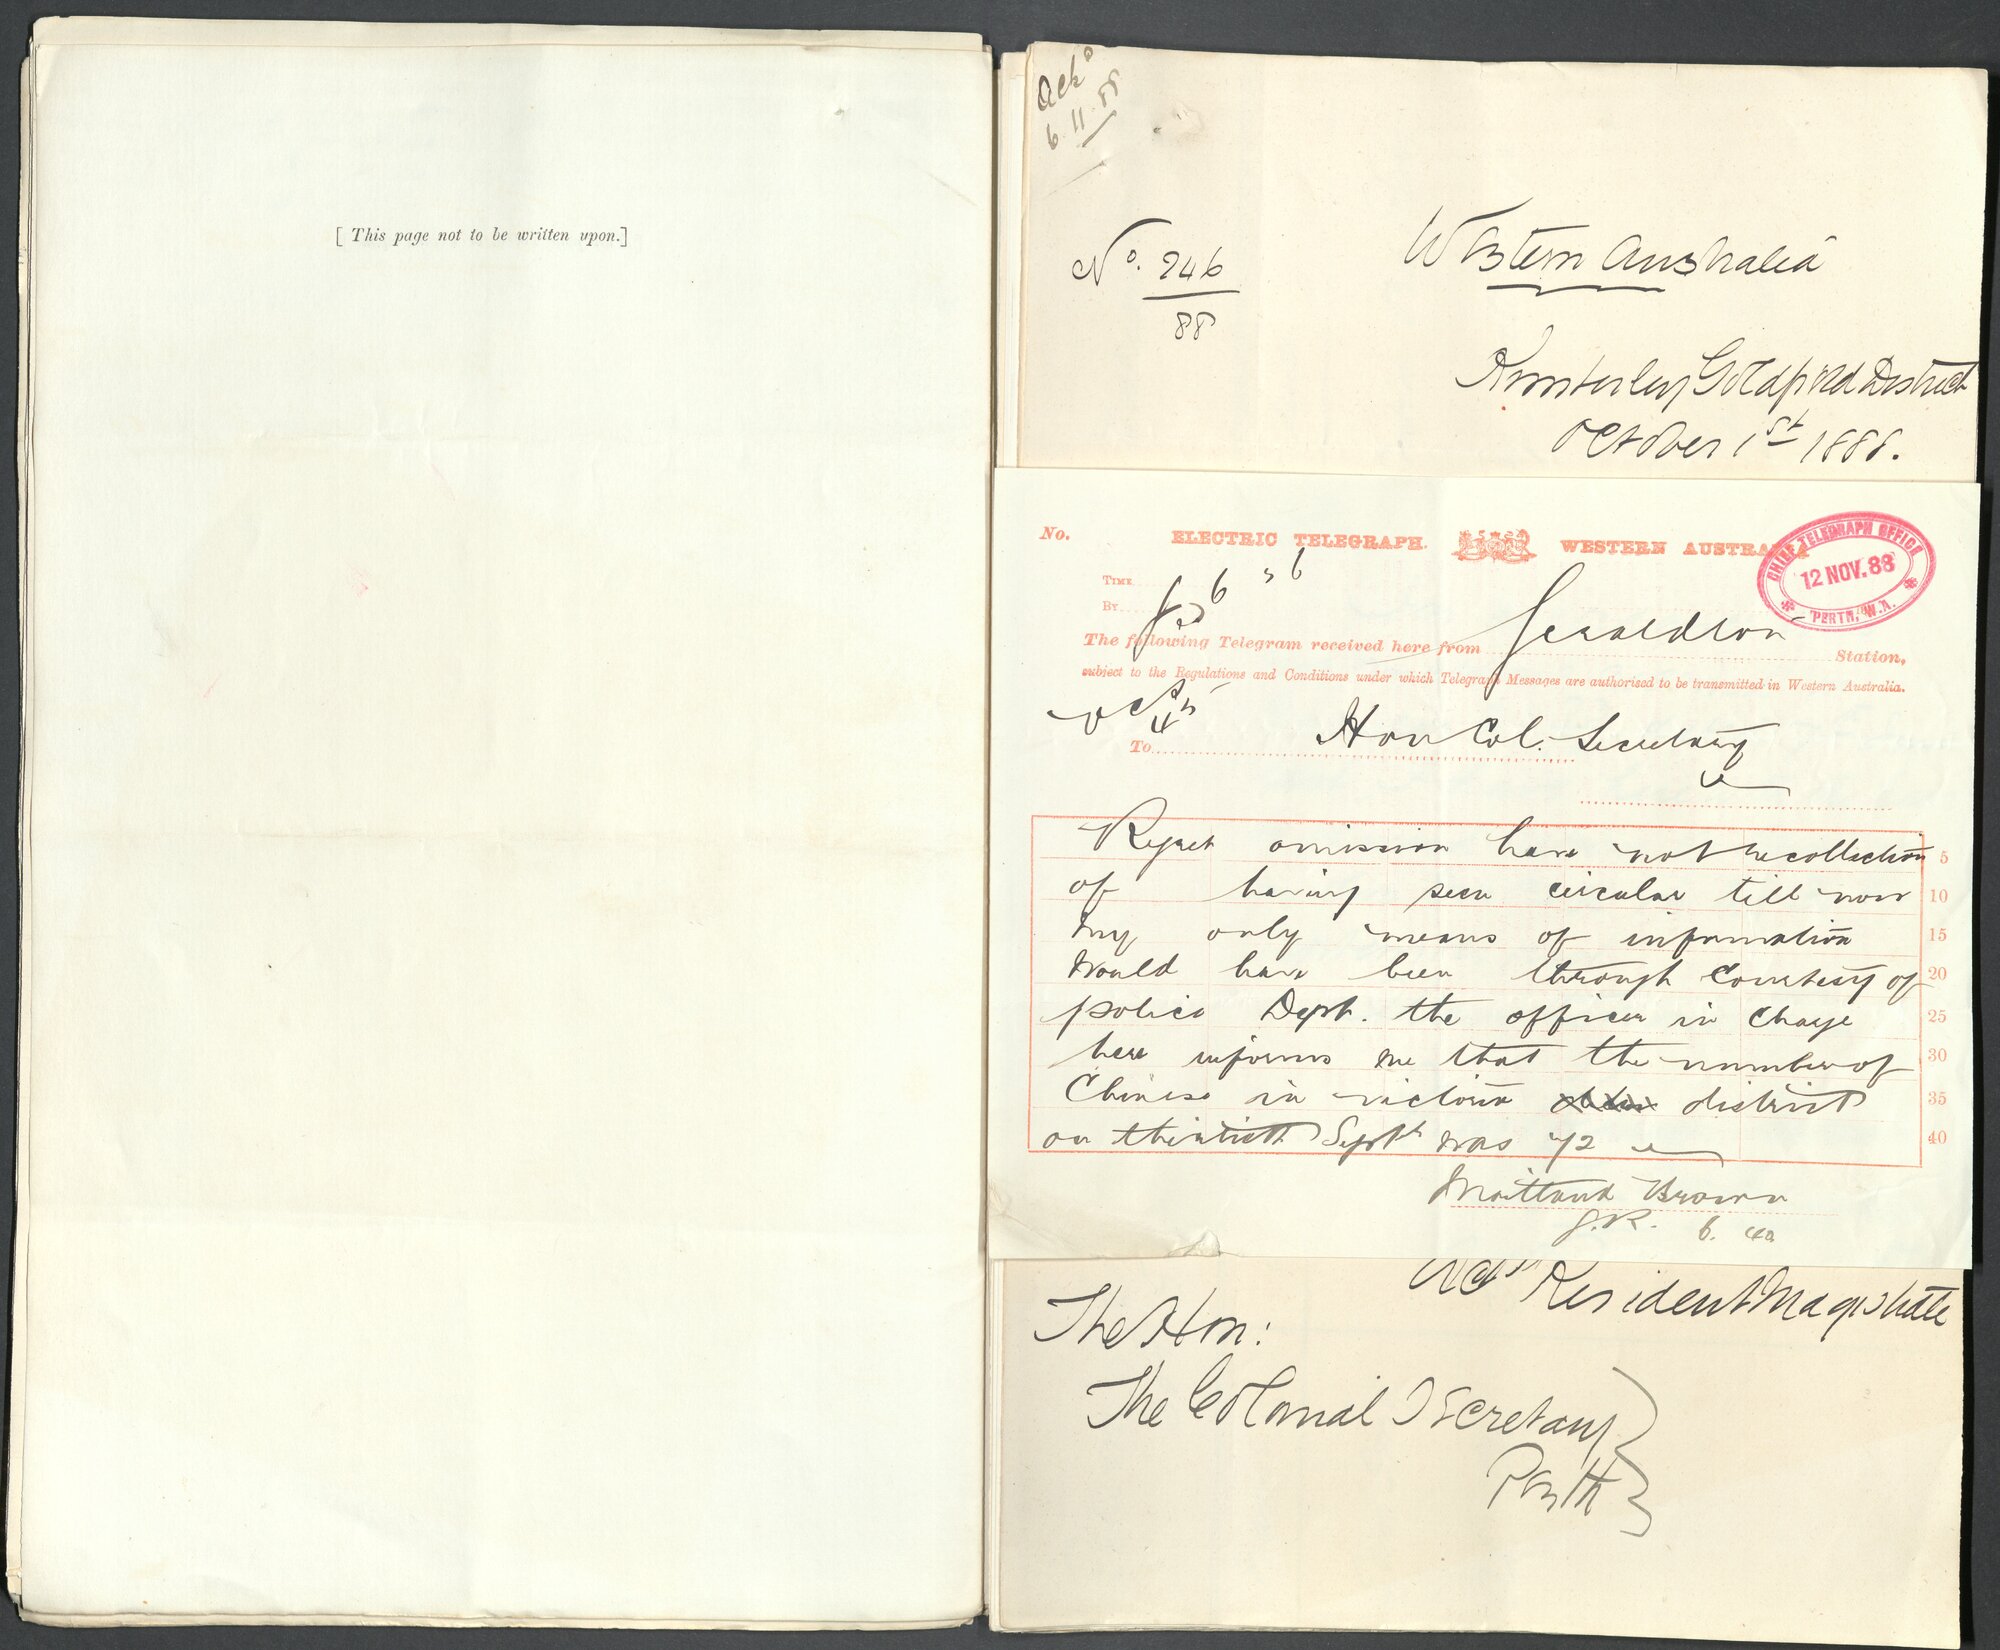 [ This page not to be written upon.]
Ackd
6.11.88
No. 246
88
Western Australia
Kimberley Goldfield District
October 1st 1888.
No.
ELECTRIC TELEGRAPH. WESTERN AUSTRALIA
CHIEF TELEGRAPH OFFICE
12 NOV. 88
PERTH, W.A.
TIME
BY
The following Telegram received here from Geraldton Station,
subject to the Regulations and Conditions under which Telegraph Messages are authorised to be transmitted in Western Australia.
To Hon Col. Secretary
Regret omission have not recollection 5
of having seen circular till now 10
my only means of information 15
would have been through courtesy of 20
police Dept. the officer in charge 25
here informs me that the number of 30
Chinese in victoria district 35
on thirtieth Sept was 72 40
Maitland Brown
G.R. 6.40
Resident Magistrate
The Hon:
The Colonial Secretary
Perth